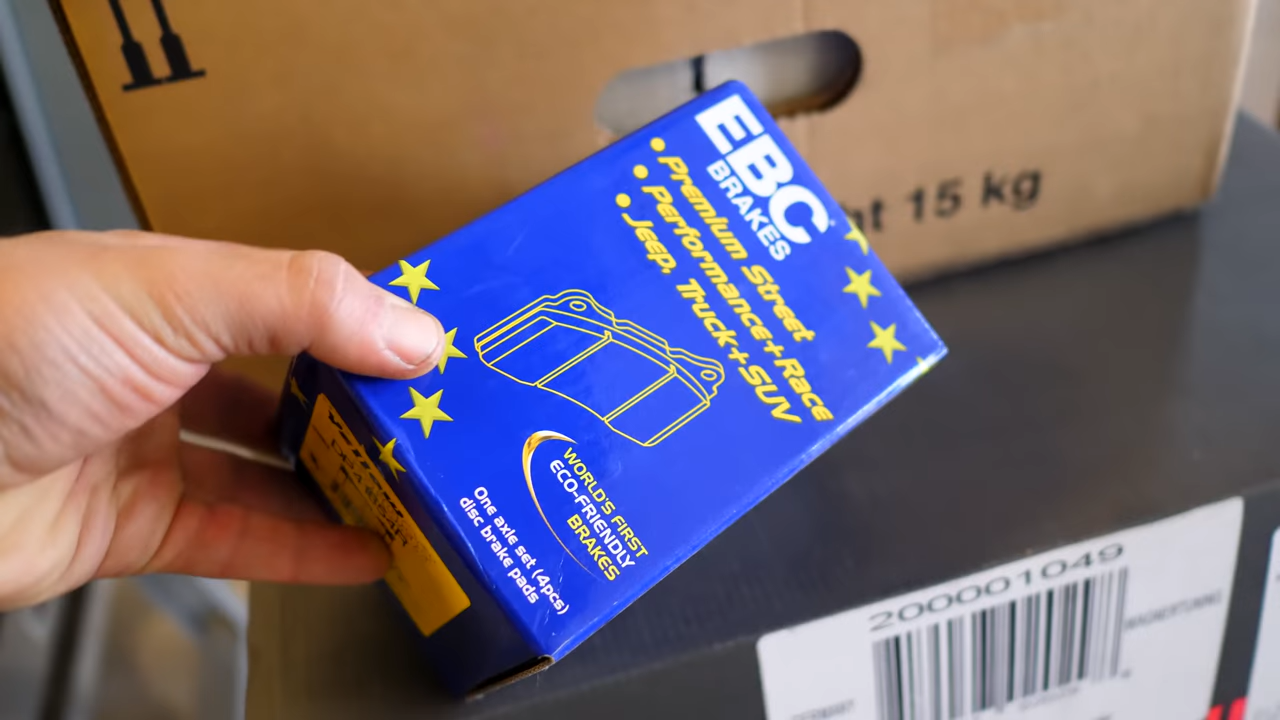 EBC
BRAKES
• Premium Street
• Performance+Race
• Jeep, Truck+SUV
WORLD'S FIRST
ECO-FRIENDLY
BRAKES
One axle set (4pcs)
disc brake pads
15 kg
200001049